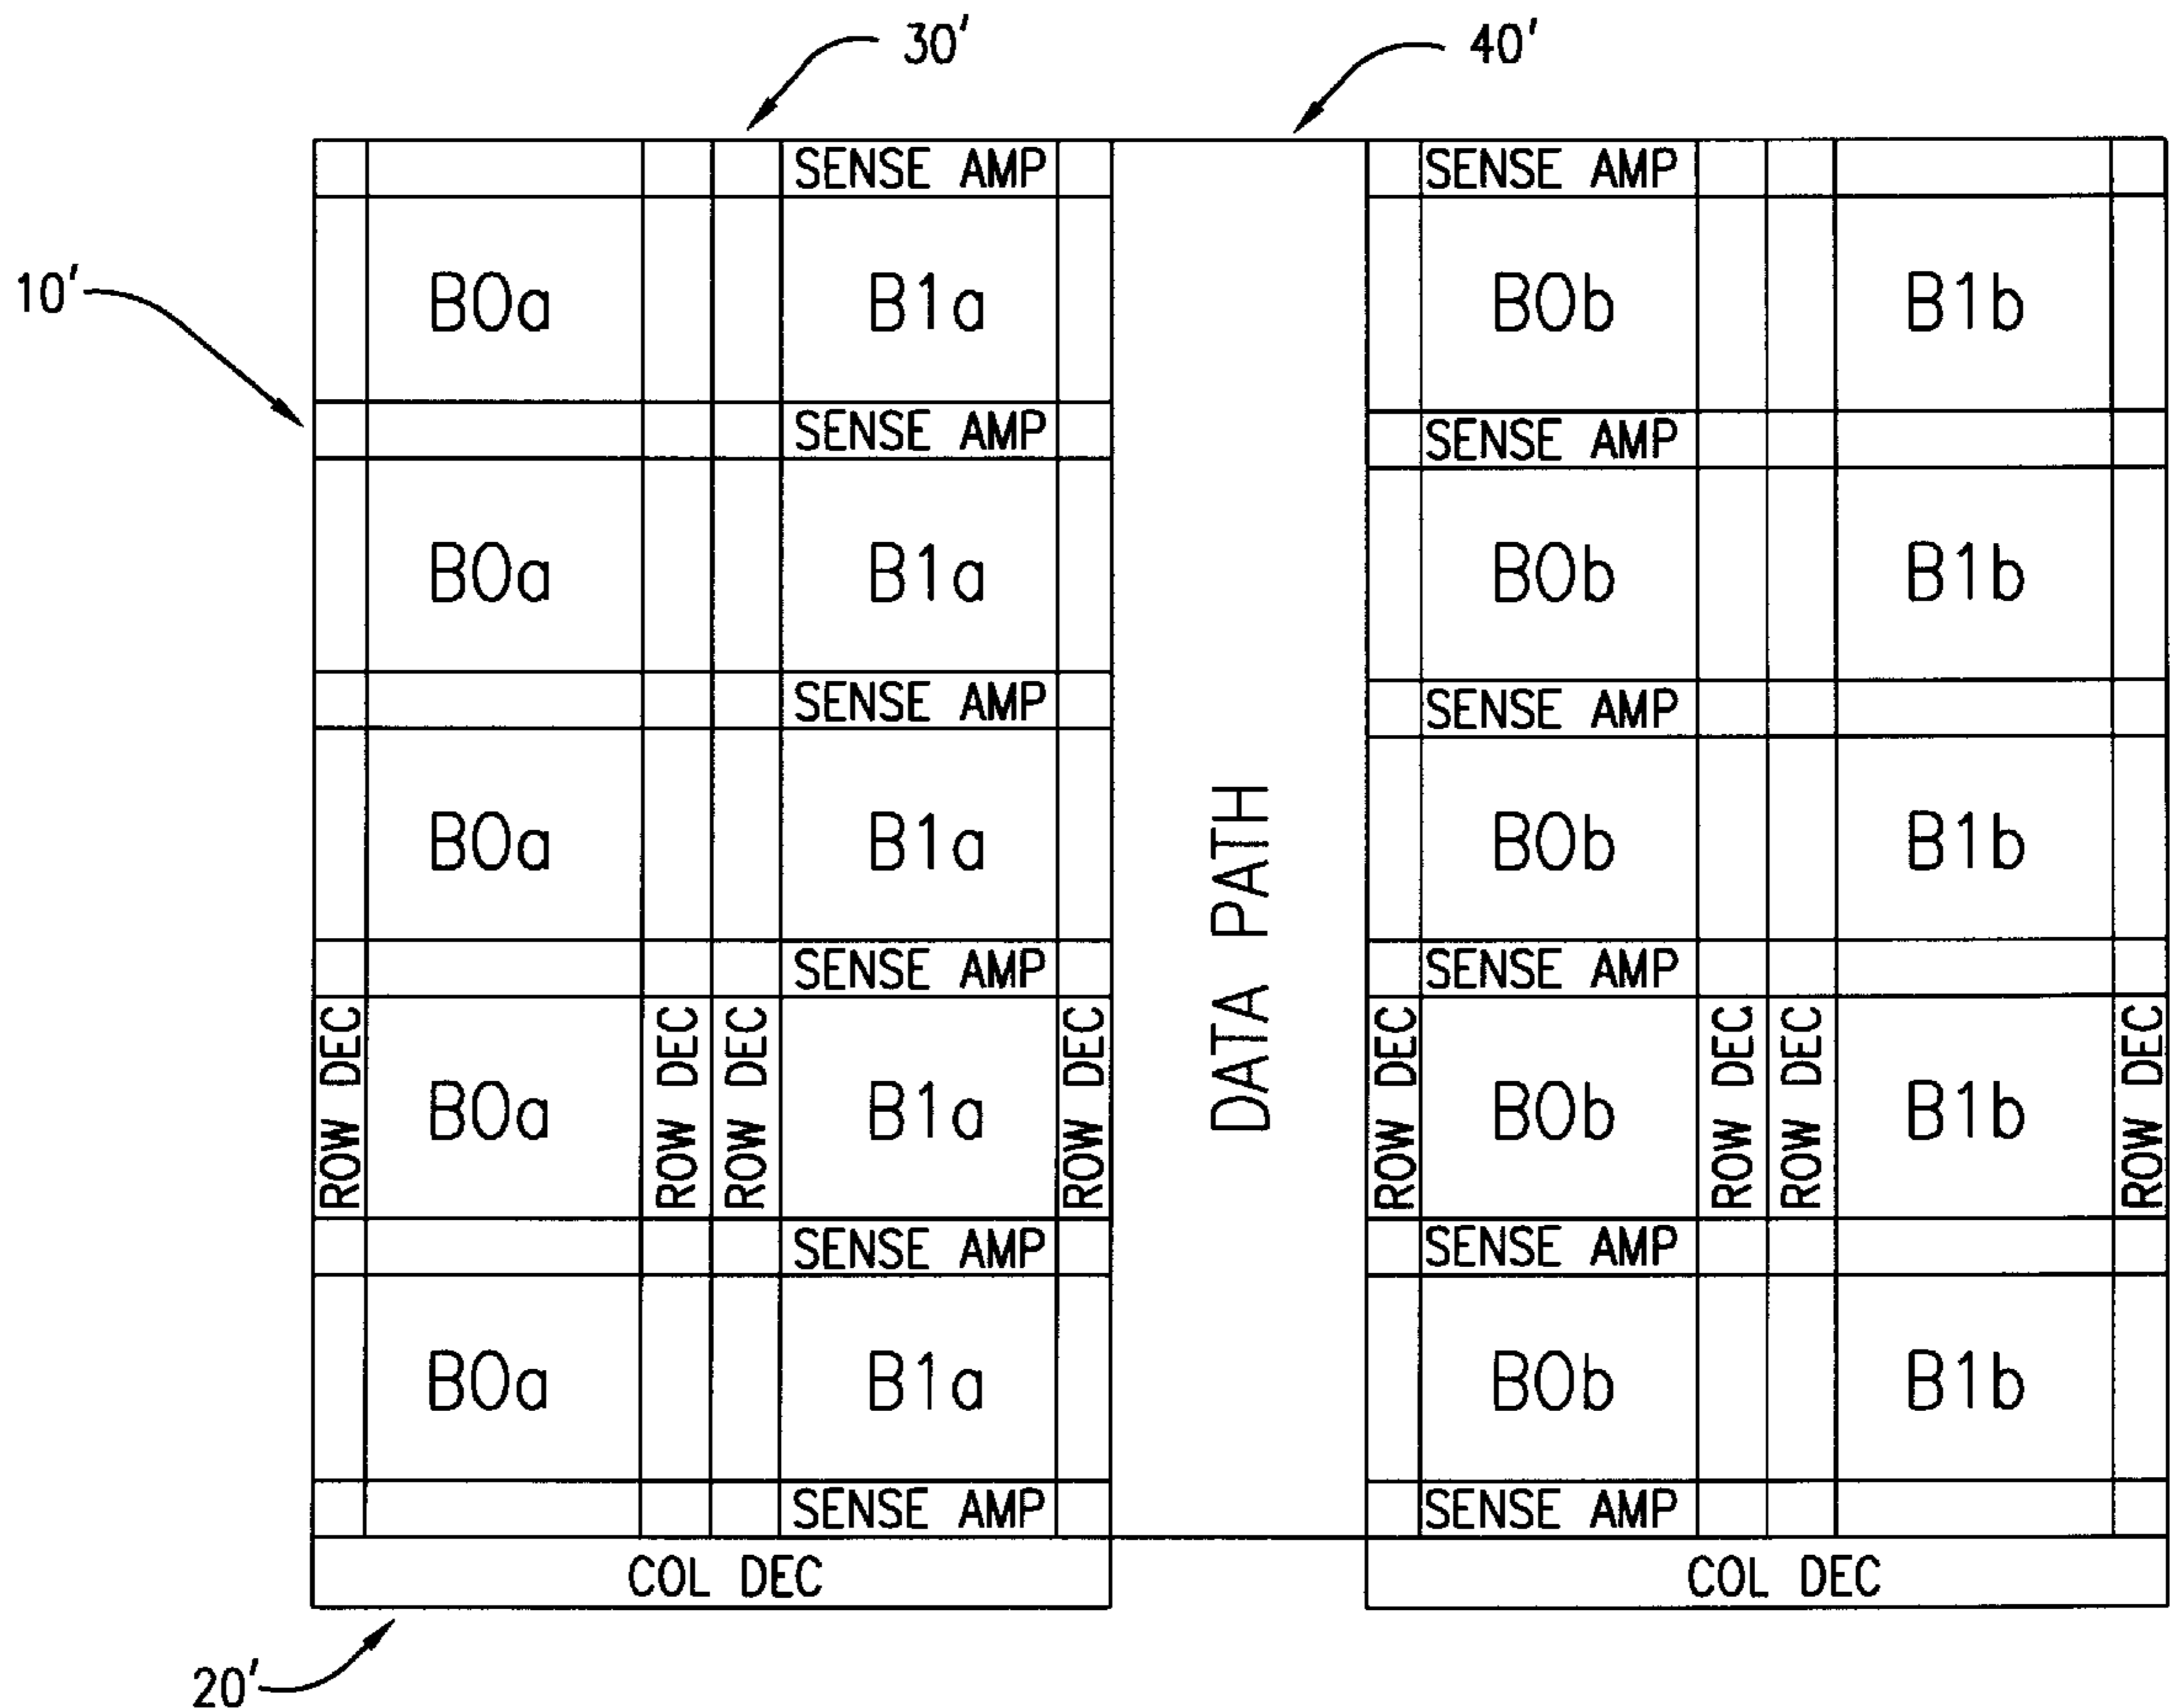 30′ 40′
SENSE AMP SENSE AMP
10′ B0a B1a B0b B1b
SENSE AMP SENSE AMP
B0a B1a B0b B1b
SENSE AMP SENSE AMP
B0a B1a B0b B1b
DATA PATH
SENSE AMP SENSE AMP
ROW DEC B0a ROW DEC ROW DEC B1a ROW DEC ROW DEC B0b ROW DEC ROW DEC B1b ROW DEC
SENSE AMP SENSE AMP
B0a B1a B0b B1b
SENSE AMP SENSE AMP
COL DEC COL DEC
20′